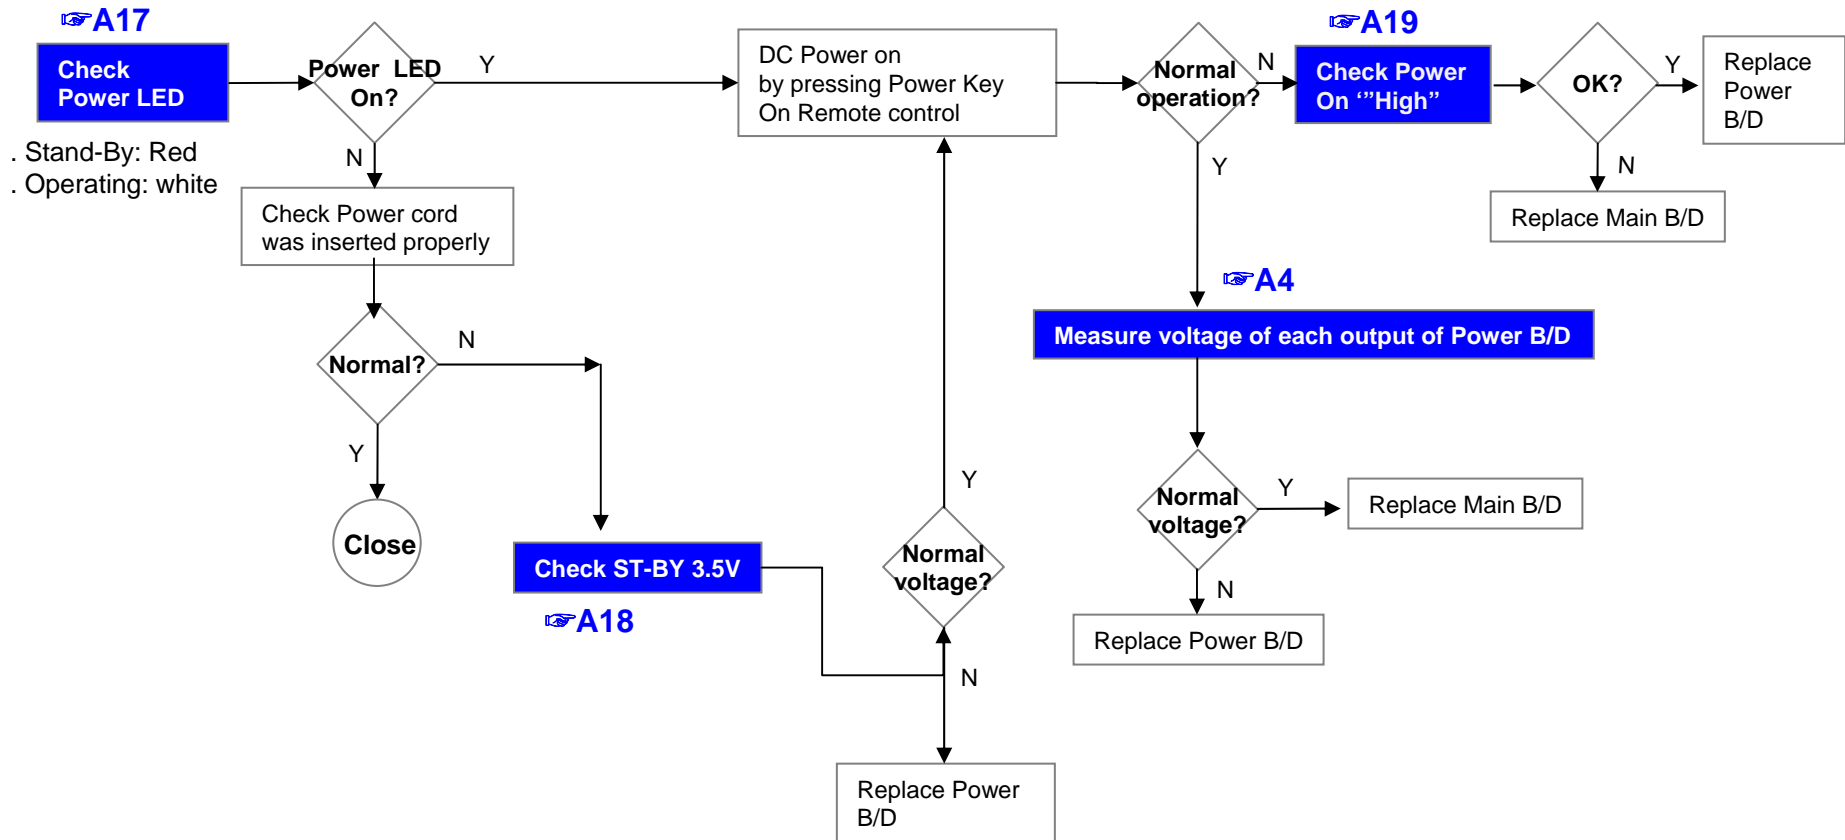 ☞A17
Check
Power LED
. Stand-By: Red
. Operating: white
Power LED
On?
Y
N
Check Power cord
was inserted properly
Normal?
N
Y
Close
Check ST-BY 3.5V
☞A18
DC Power on
by pressing Power Key
On Remote control
Y
Normal
voltage?
N
Replace Power
B/D
Normal
operation?
N
Y
☞A19
Check Power
On ‘”High”
OK?
Y
Replace
Power
B/D
N
Replace Main B/D
☞A4
Measure voltage of each output of Power B/D
Normal
voltage?
Y
Replace Main B/D
N
Replace Power B/D